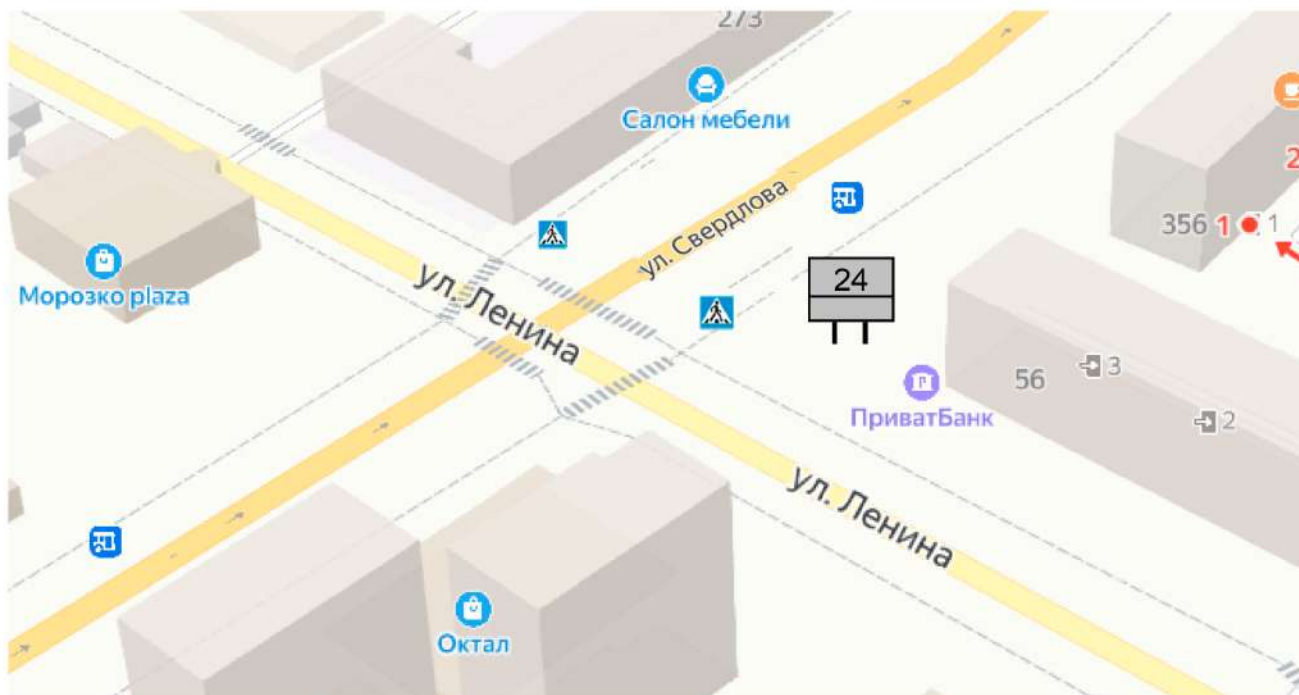 273
Салон мебели
2
ул. Свердлова
356 1 1
Морозко plaza
ул. Ленина
24
56
3
2
ПриватБанк
ул. Ленина
Октал